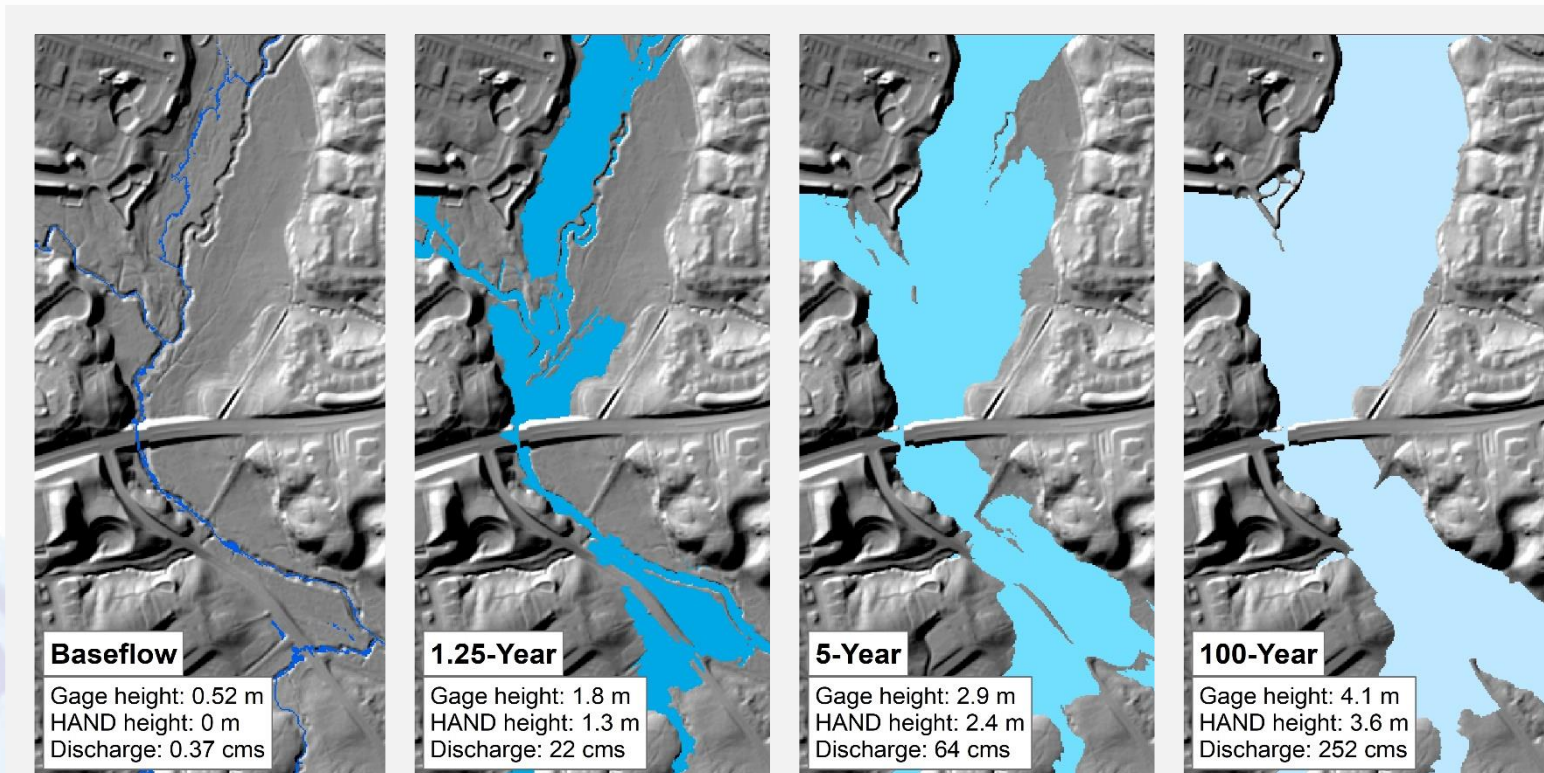 Baseflow
Gage height: 0.52 m
HAND height: 0 m
Discharge: 0.37 cms
1.25-Year
Gage height: 1.8 m
HAND height: 1.3 m
Discharge: 22 cms
5-Year
Gage height: 2.9 m
HAND height: 2.4 m
Discharge: 64 cms
100-Year
Gage height: 4.1 m
HAND height: 3.6 m
Discharge: 252 cms